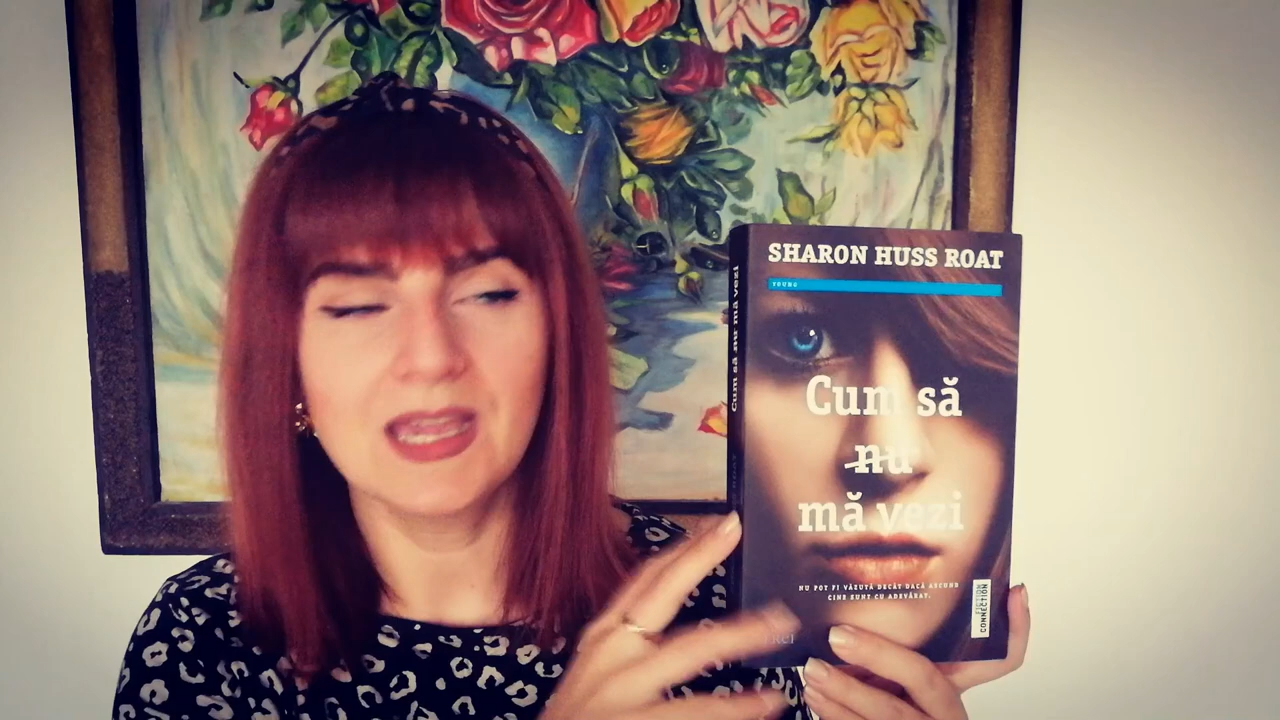 SHARON HUSS ROAT
YOUNG
Cum să
nu
mă vezi
NU POT FI VĂZUTĂ DECÂT DACĂ ASCUND
CINE SUNT CU ADEVĂRAT.
FICTION
CONNECTION
Cum să nu mă vezi